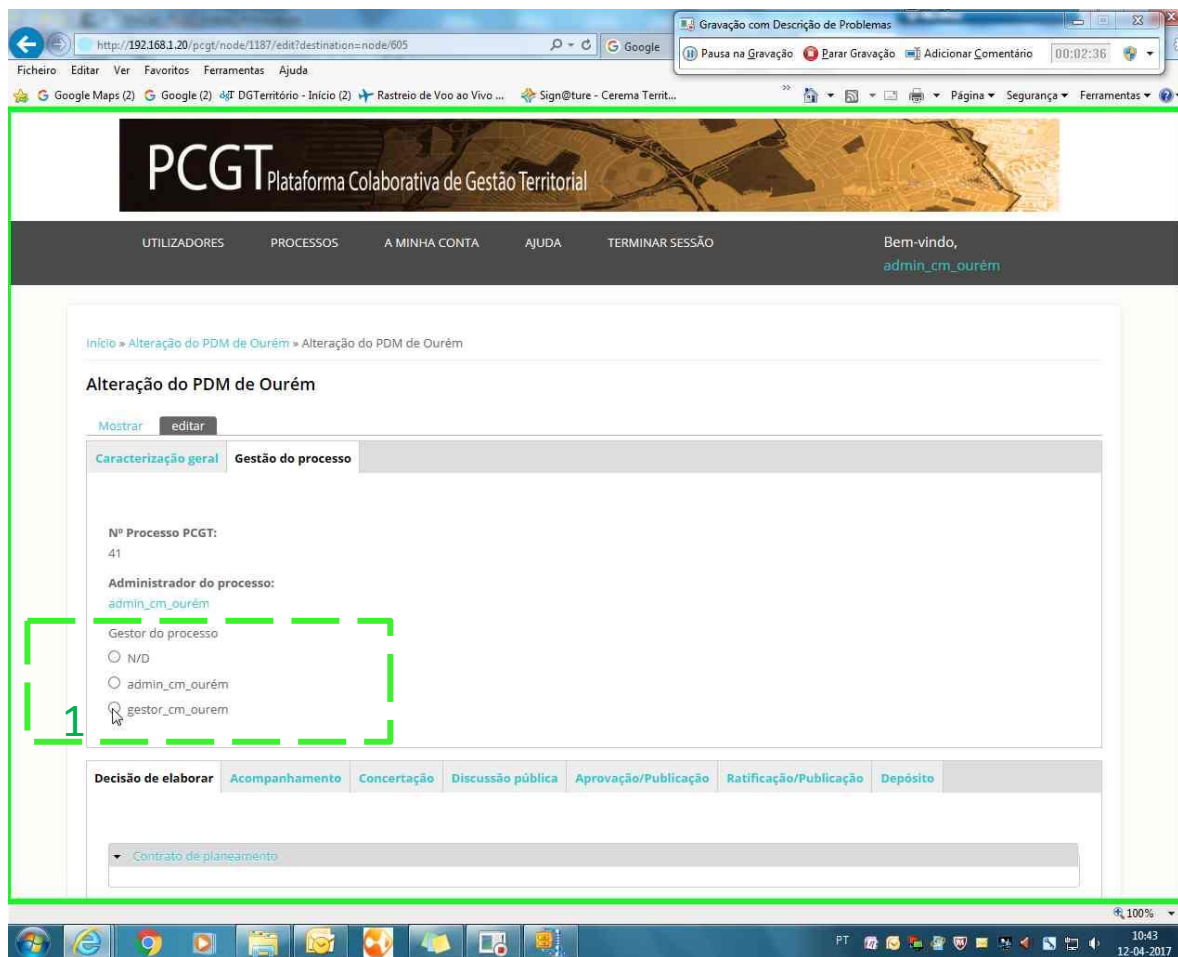 Gravação com Descrição de Problemas
http://192.168.1.20/pcgt/node/1187/edit?destination=node/605
Google
Pausa na Gravação Parar Gravação Adicionar Comentário 00:02:36
Ficheiro Editar Ver Favoritos Ferramentas Ajuda
Google Maps (2) Google (2) DGTerritório - Início (2) Rastreio de Voo ao Vivo ... Sign@ture - Cerema Territ... » Página Segurança Ferramentas
PCGT Plataforma Colaborativa de Gestão Territorial
UTILIZADORES PROCESSOS A MINHA CONTA AJUDA TERMINAR SESSÃO Bem-vindo,
admin_cm_ourém
Início » Alteração do PDM de Ourém » Alteração do PDM de Ourém
Alteração do PDM de Ourém
Mostrar editar
Caracterização geral Gestão do processo
Nº Processo PCGT:
41
Administrador do processo:
admin_cm_ourém
Gestor do processo
N/D
admin_cm_ourém
gestor_cm_ourem
1
Decisão de elaborar Acompanhamento Concertação Discussão pública Aprovação/Publicação Ratificação/Publicação Depósito
Contrato de planeamento
100%
PT 10:43
12-04-2017